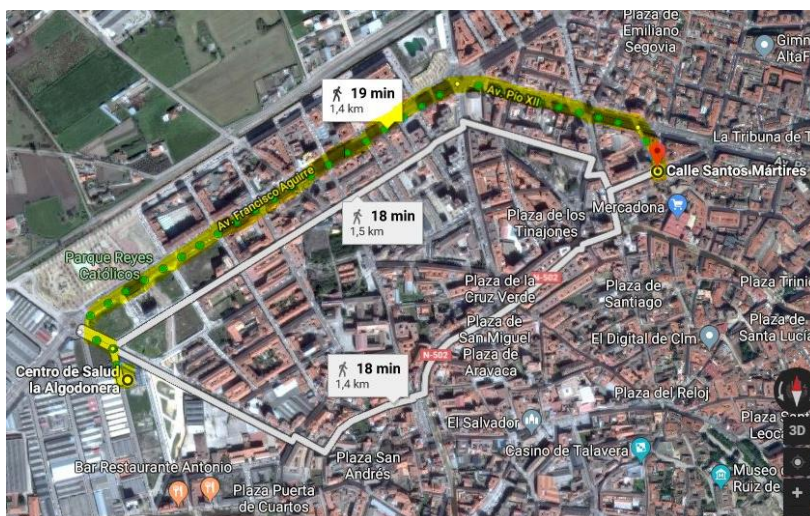 Plaza de
Emiliano
Segovia
Gimn
AltaF
19 min
1,4 km
Av. Pío XII
La Tribuna de T
Av. p
Calle Santos Mártires
Av. Francisco Aguirre
Mercadona
18 min
1,5 km
Plaza de los
Tinajones
Parque Reyes
Católicos
Plaza de la
Cruz Verde
N-502
Plaza Trini
Plaza de
Santiago
Plaza de
Santa Lucía
Plaza de
San Miguel
El Digital de Clm
N-502
Plaza de
Aravaca
Centro de Salud
la Algodonera
18 min
1,4 km
Plaza del Reloj
3D
El Salvador
Plaza San
Leoca
Casino de Talavera
Plaza San
Andrés
Bar Restaurante Antonio
Museo
Ruiz de
Plaza Puerta
de Cuartos
+